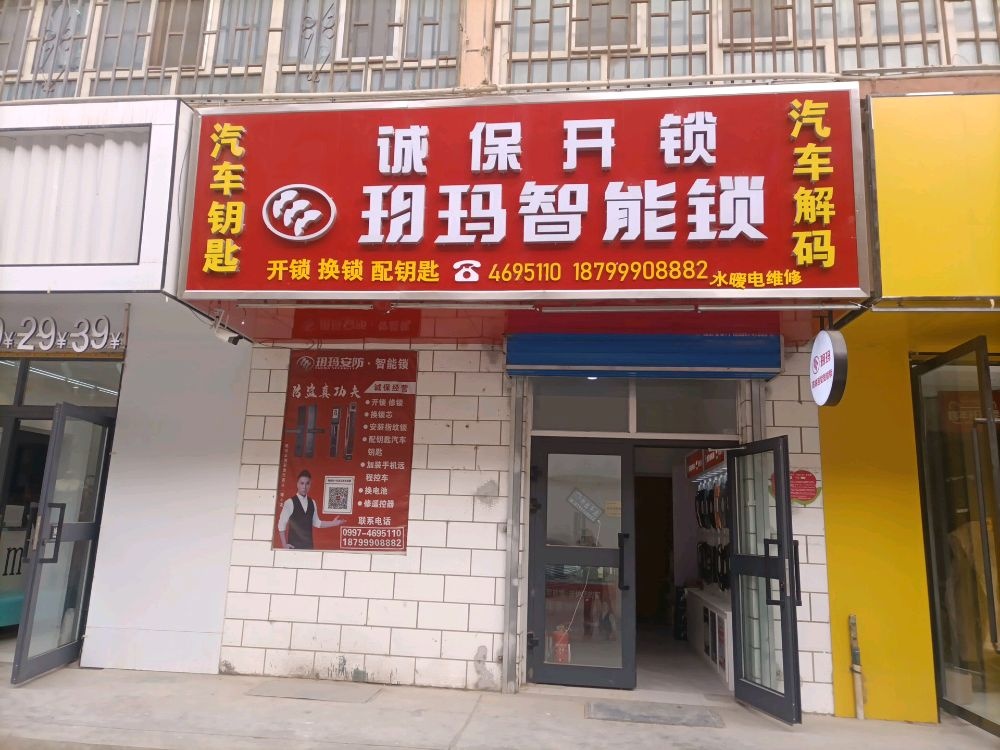 汽车钥匙
诚保开锁
玥玛智能锁
汽车解码
开锁 换锁 配钥匙 4695110 18799908882 水暖电维修
29¥39¥
玥玛安防·智能锁
防盗真功夫
诚保经营
开锁 修锁
换锁芯
安装指纹锁
配钥匙汽车
钥匙
加装手机远
程控车
换电池
修遥控器
联系电话
0997-4695110
18799908882
玥玛
m